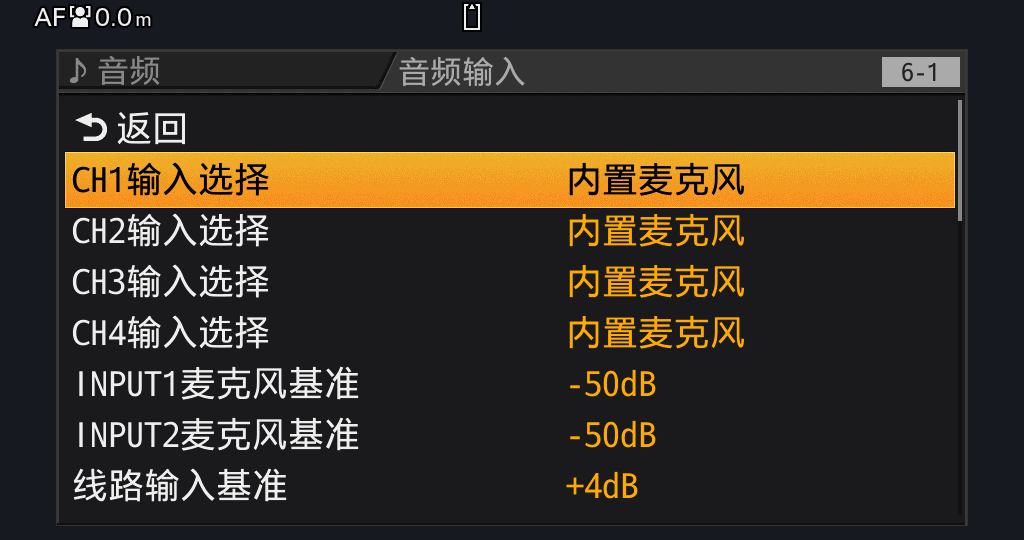 AF 0.0m
音频 音频输入 6-1
返回
CH1输入选择 内置麦克风
CH2输入选择 内置麦克风
CH3输入选择 内置麦克风
CH4输入选择 内置麦克风
INPUT1麦克风基准 -50dB
INPUT2麦克风基准 -50dB
线路输入基准 +4dB